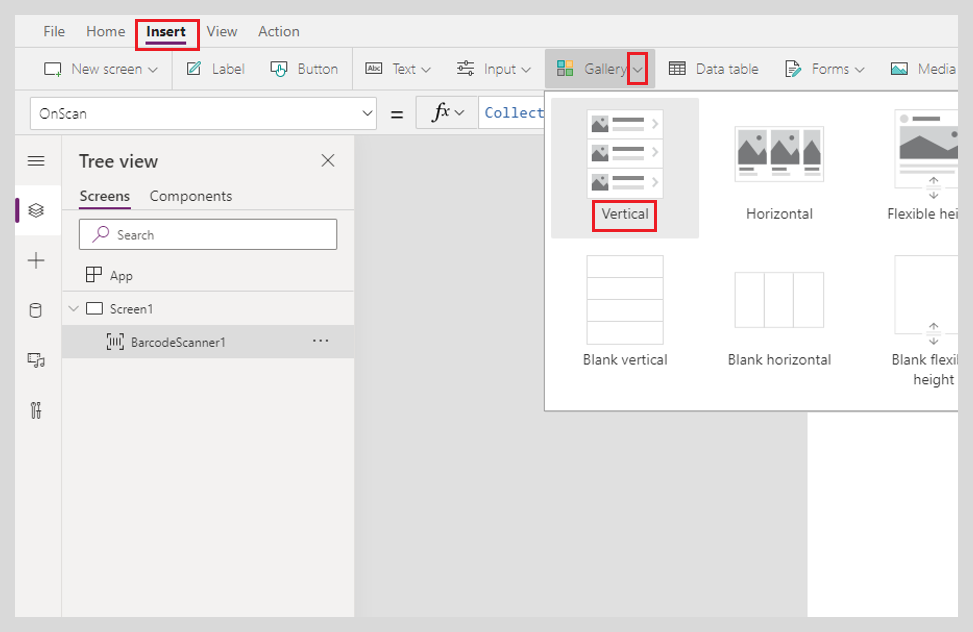 File Home Insert View Action
New screen Label Button Abc Text Input Gallery Data table Forms Media
OnScan = fx Collect
Tree view
Screens Components
Search
App
Screen1
BarcodeScanner1
Vertical Horizontal Flexible hei
Blank vertical Blank horizontal Blank flexi
height